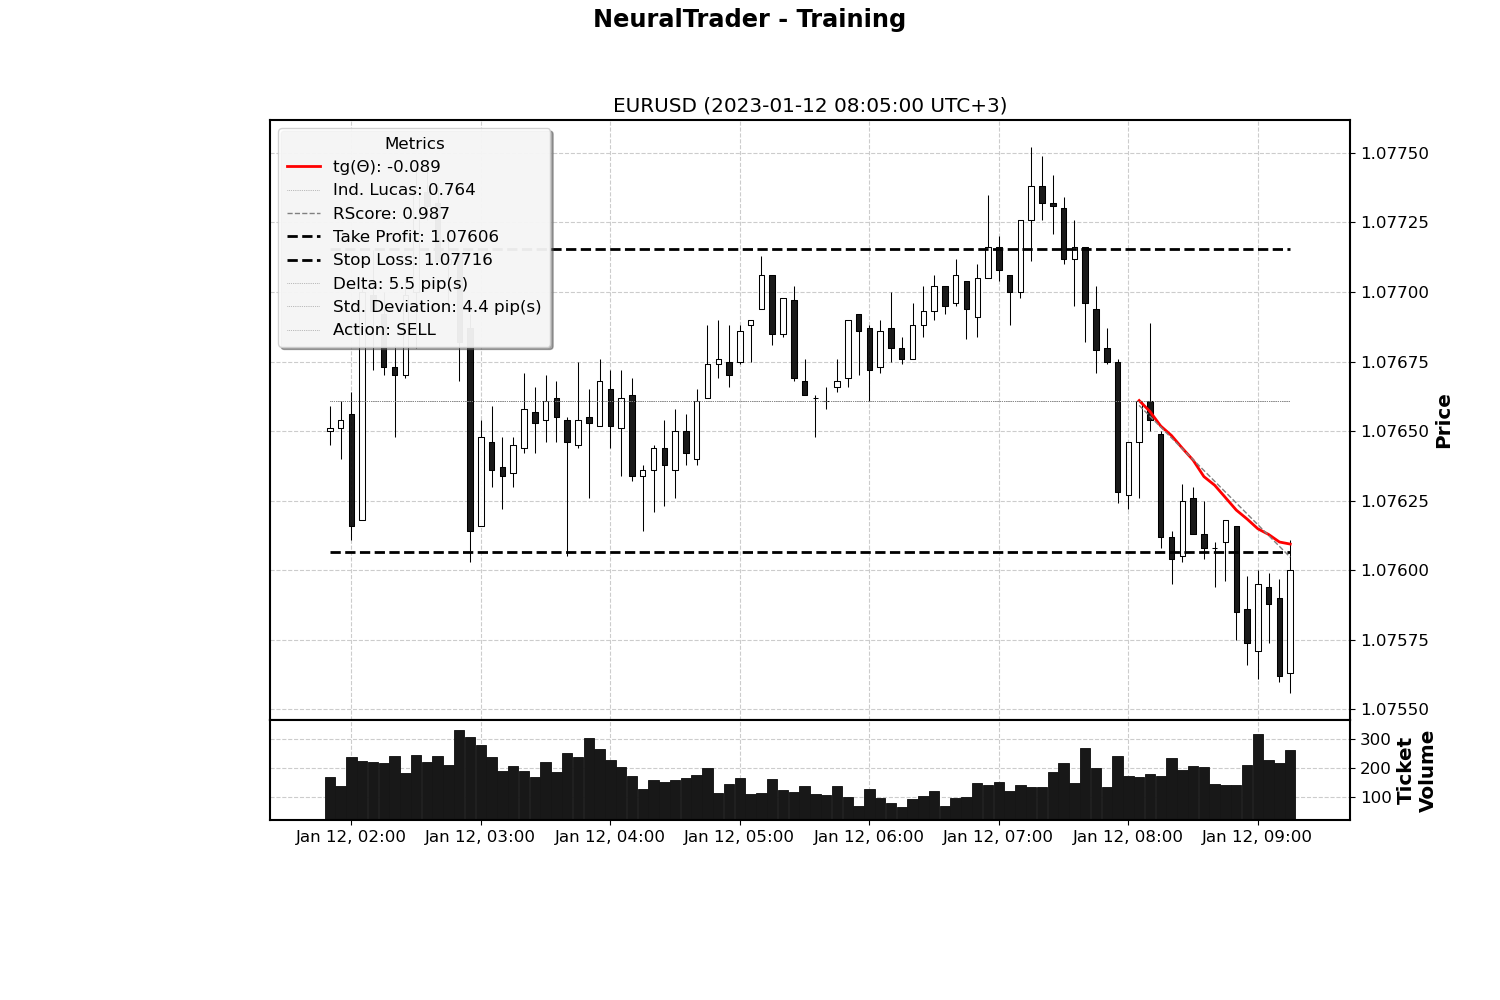 NeuralTrader - Training
EURUSD (2023-01-12 08:05:00 UTC+3)
Metrics
tg(Θ): -0.089
Ind. Lucas: 0.764
RScore: 0.987
Take Profit: 1.07606
Stop Loss: 1.07716
Delta: 5.5 pip(s)
Std. Deviation: 4.4 pip(s)
Action: SELL
1.07750
1.07725
1.07700
1.07675
1.07650
1.07625
1.07600
1.07575
1.07550
Price
300
200
100
Ticket
Volume
Jan 12, 02:00
Jan 12, 03:00
Jan 12, 04:00
Jan 12, 05:00
Jan 12, 06:00
Jan 12, 07:00
Jan 12, 08:00
Jan 12, 09:00